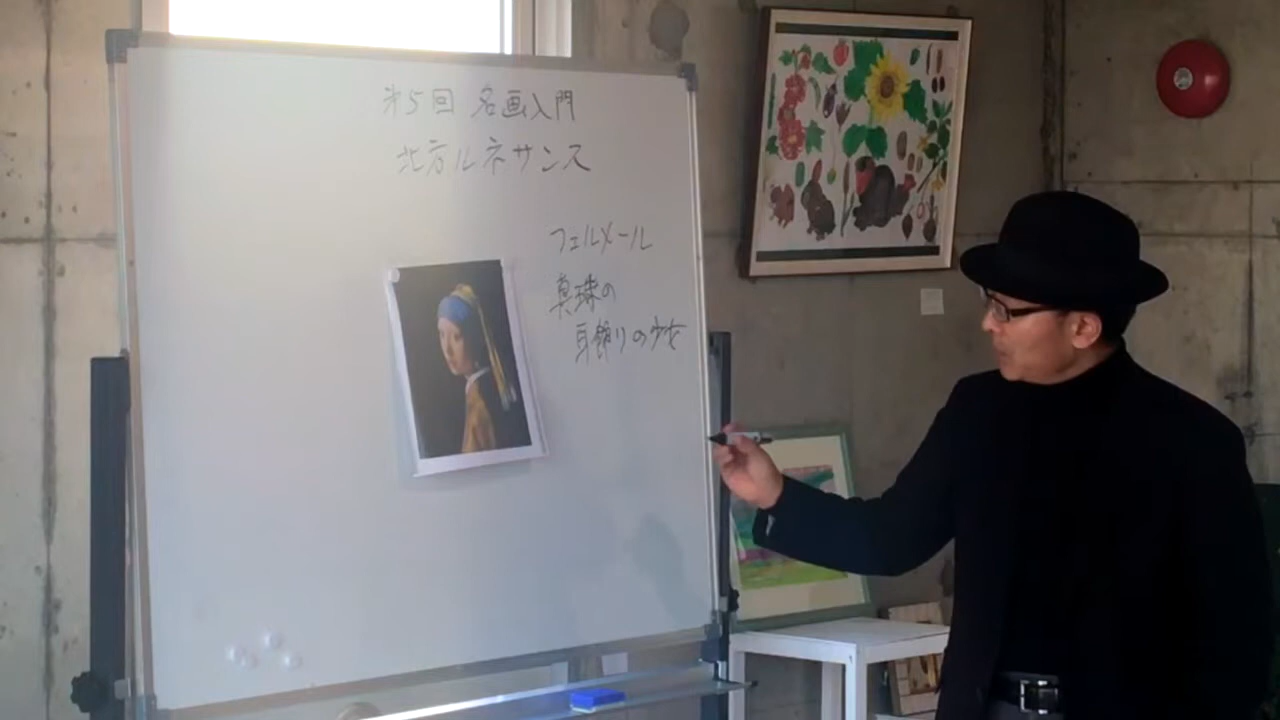 第5回 名画入門
北方ルネサンス
フェルメール
真珠の
耳飾りの少女